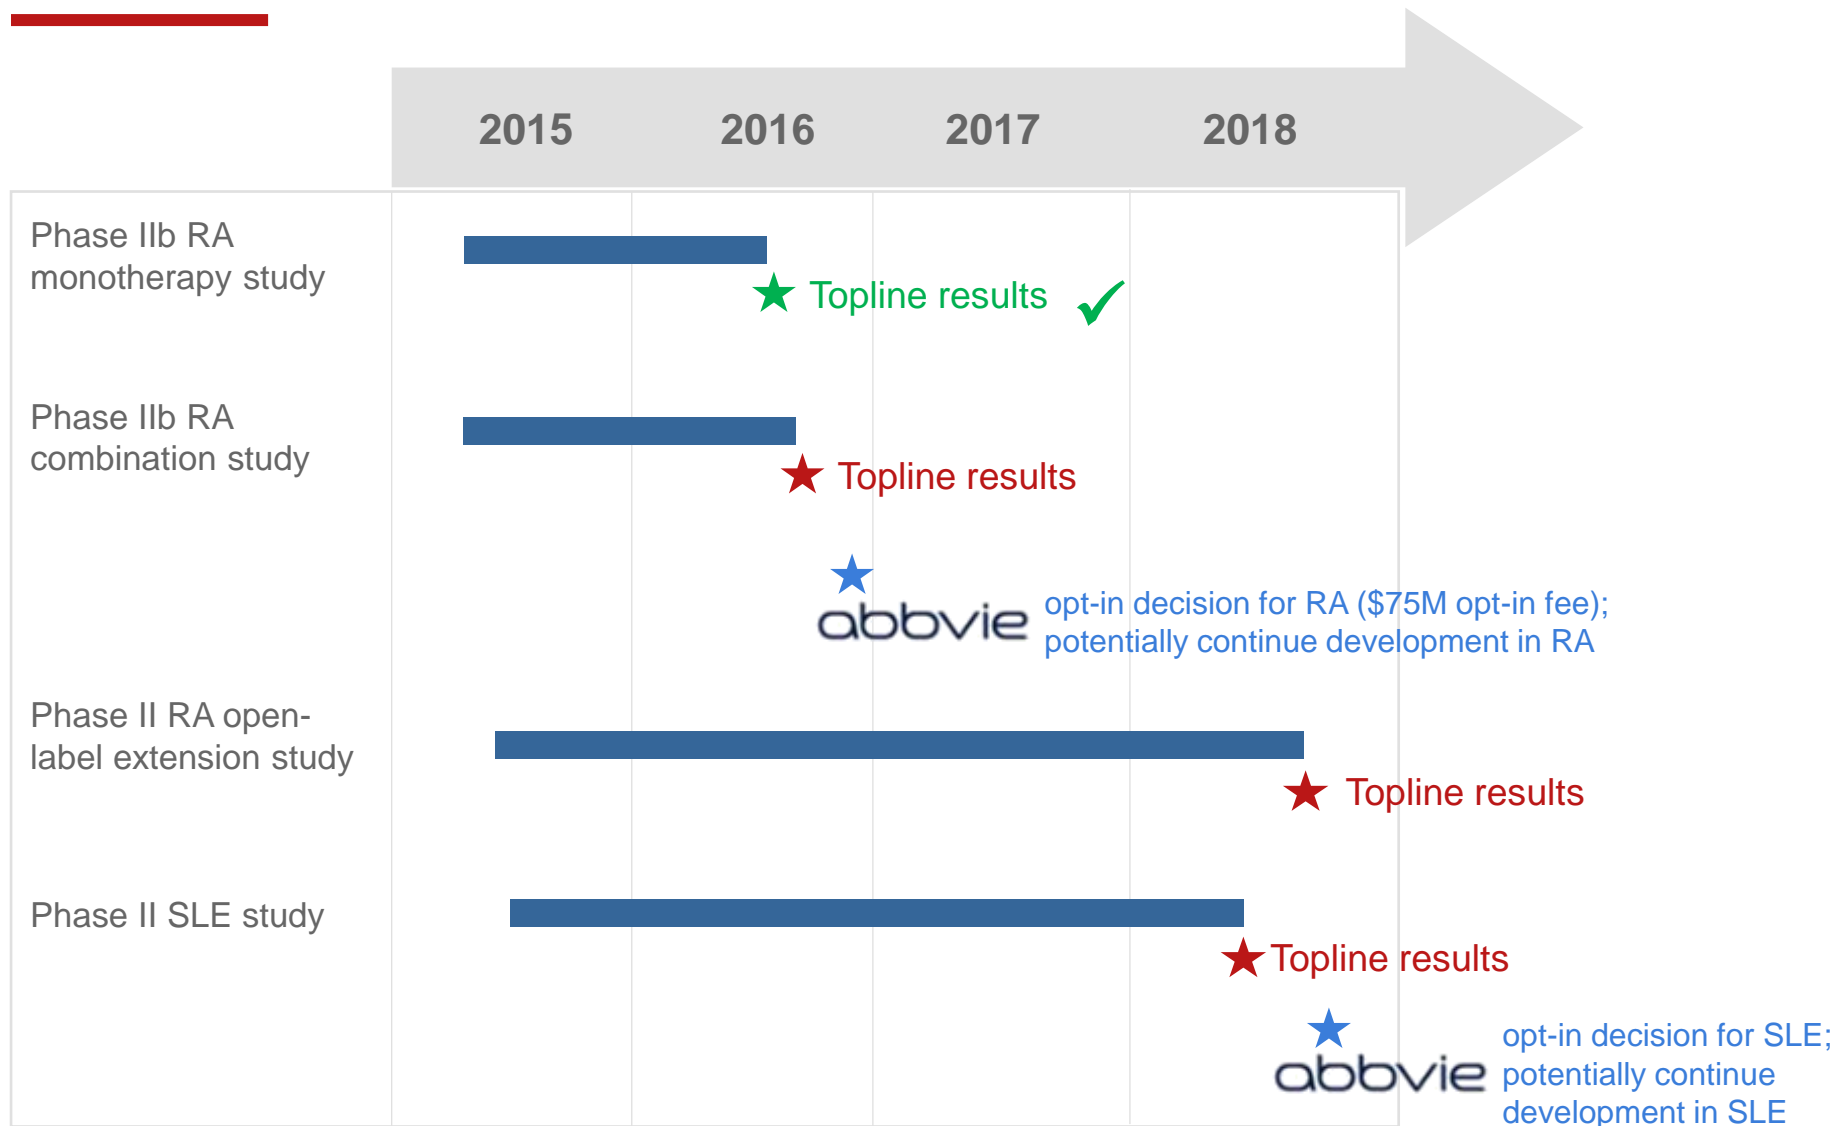 2015 2016 2017 2018
Phase IIb RA
monotherapy study
Topline results
Phase IIb RA
combination study
Topline results
abbvie
opt-in decision for RA ($75M opt-in fee);
potentially continue development in RA
Phase II RA open-
label extension study
Topline results
Phase II SLE study
Topline results
abbvie
opt-in decision for SLE;
potentially continue
development in SLE